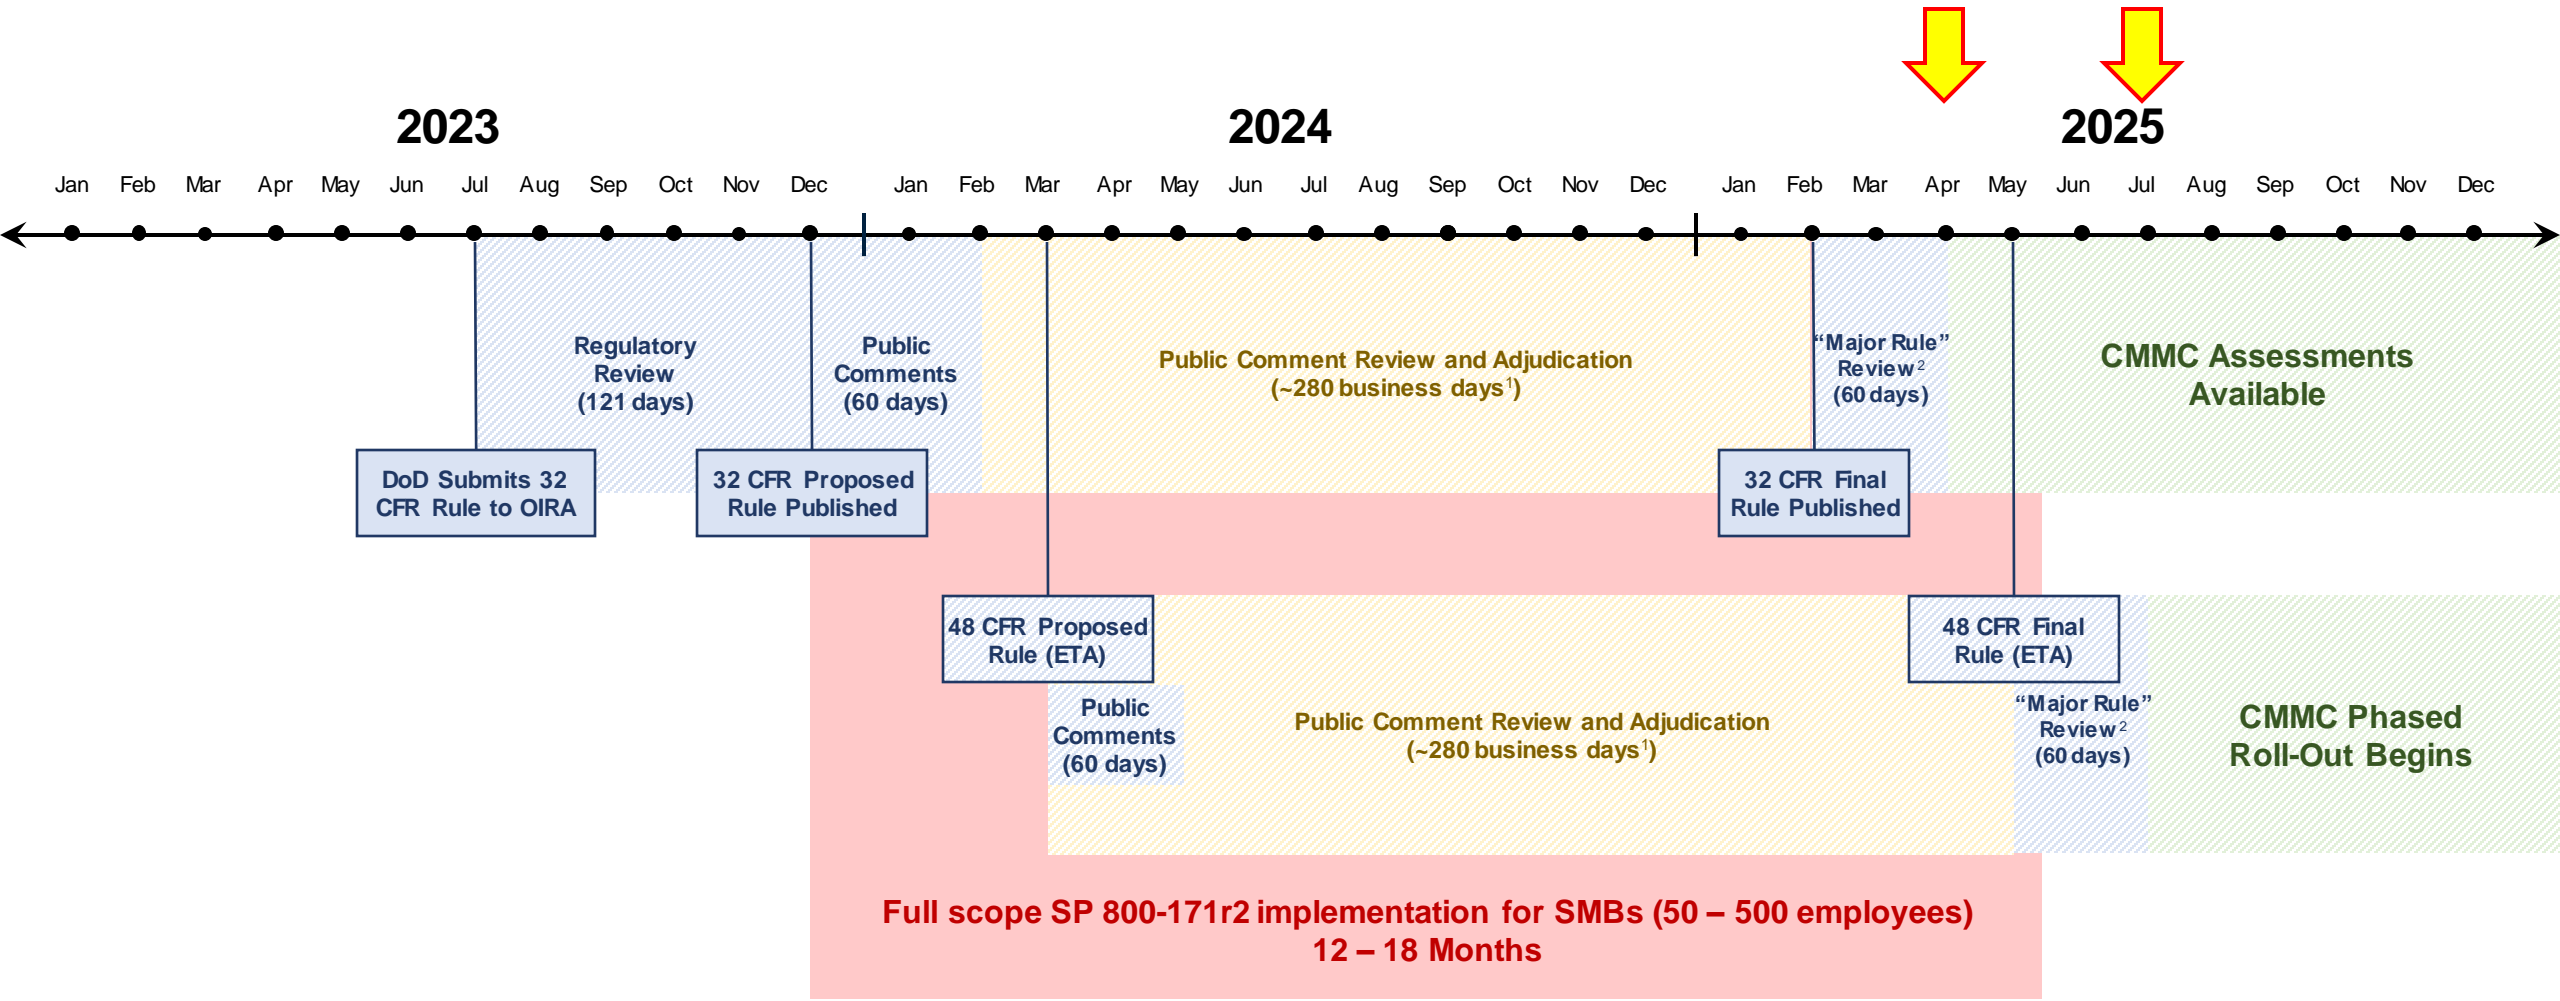 2023
2024
2025
Jan Feb Mar Apr May Jun Jul Aug Sep Oct Nov Dec
Jan Feb Mar Apr May Jun Jul Aug Sep Oct Nov Dec
Jan Feb Mar Apr May Jun Jul Aug Sep Oct Nov Dec
Regulatory
Review
(121 days)
Public
Comments
(60 days)
Public Comment Review and Adjudication
(~280 business days¹)
“Major Rule”
Review²
(60 days)
CMMC Assessments
Available
DoD Submits 32
CFR Rule to OIRA
32 CFR Proposed
Rule Published
32 CFR Final
Rule Published
48 CFR Proposed
Rule (ETA)
48 CFR Final
Rule (ETA)
Public
Comments
(60 days)
Public Comment Review and Adjudication
(~280 business days¹)
“Major Rule”
Review²
(60 days)
CMMC Phased
Roll-Out Begins
Full scope SP 800-171r2 implementation for SMBs (50 – 500 employees)
12 – 18 Months